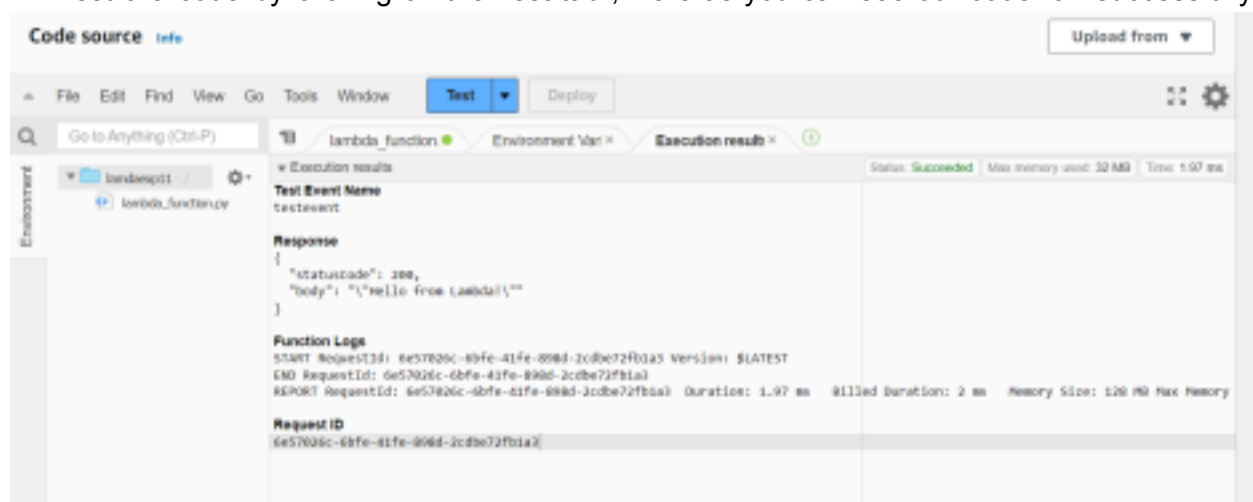 Code source Info
Upload from
File Edit Find View Go Tools Window Test Deploy
Go to Anything (Ctrl-P)
lambda_function Environment Vari Execution result
Execution results
Status: Succeeded Max memory used: 32 MB Time: 1.97 ms
Environment
lambda_function.py
Test Event Name
testevent
Response
{
"statusCode": 200,
"body": "\"Hello from Lambda!\""
}
Function Logs
START RequestId: 6e57026c-6bfe-41fe-898d-2cdbe72fb1a3 Version: $LATEST
END RequestId: 6e57026c-6bfe-41fe-898d-2cdbe72fb1a3
REPORT RequestId: 6e57026c-6bfe-41fe-898d-2cdbe72fb1a3 Duration: 1.97 ms Billed Duration: 2 ms Memory Size: 128 MB Max Memory
Request ID
6e57026c-6bfe-41fe-898d-2cdbe72fb1a3